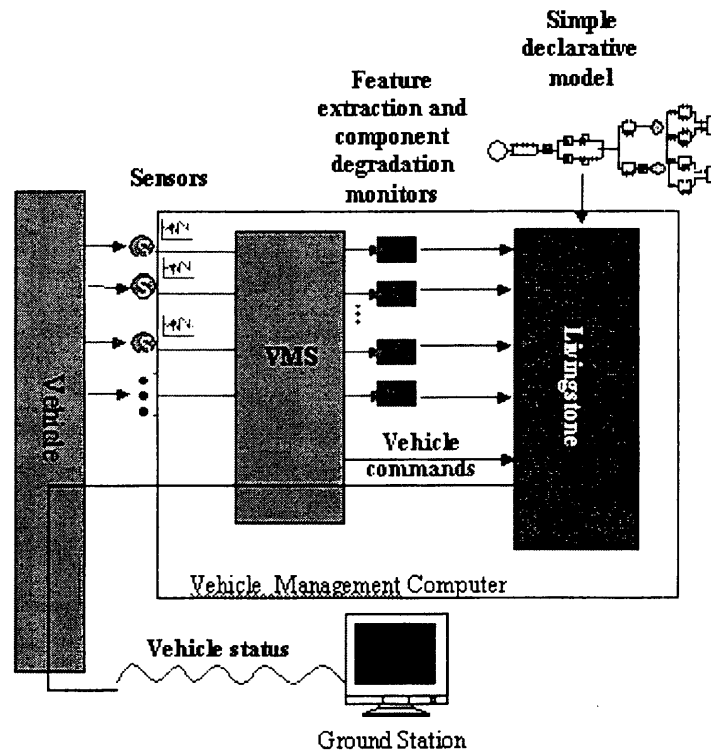 Simple
declarative
model
Feature
extraction and
component
degradation
monitors
Sensors
Vehicle
VMS
Livingstone
Vehicle
commands
Vehicle Management Computer
Vehicle status
Ground Station